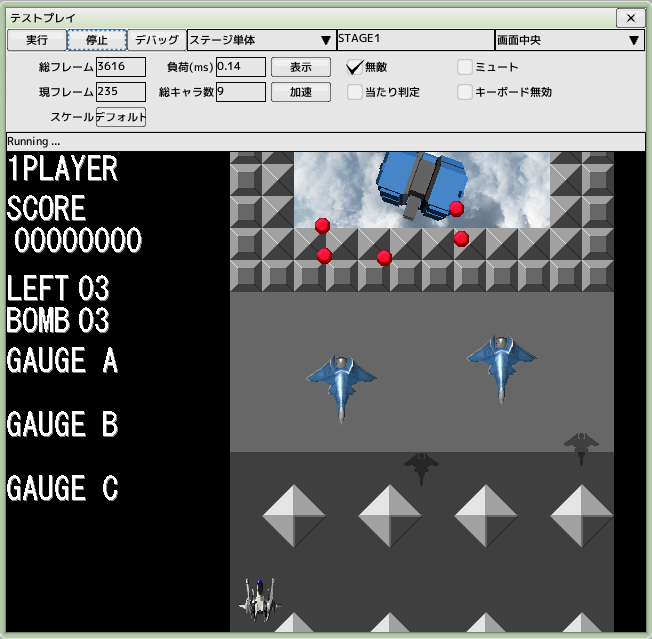 テストプレイ
実行 停止 デバッグ ステージ単体 ▼ STAGE1 画面中央 ▼
総フレーム 3616 負荷(ms) 0.14 表示 無敵 ミュート
現フレーム 235 総キャラ数 9 加速 当たり判定 キーボード無効
スケール デフォルト
Running ...
1PLAYER
SCORE
00000000
LEFT 03
BOMB 03
GAUGE A
GAUGE B
GAUGE C